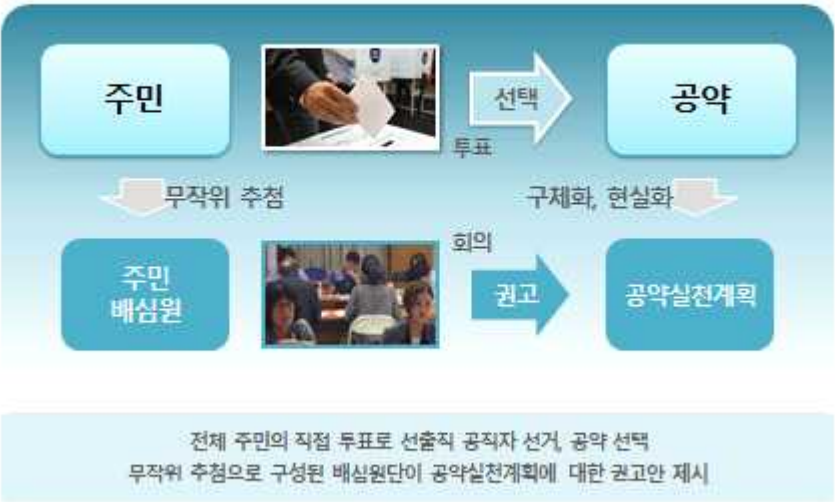 주민
선택
공약
투표
무작위 추첨
구체화, 현실화
주민
배심원
회의
권고
공약실천계획
전체 주민의 직접 투표로 선출직 공직자 선거, 공약 선택
무작위 추첨으로 구성된 배심원단이 공약실천계획에 대한 권고안 제시